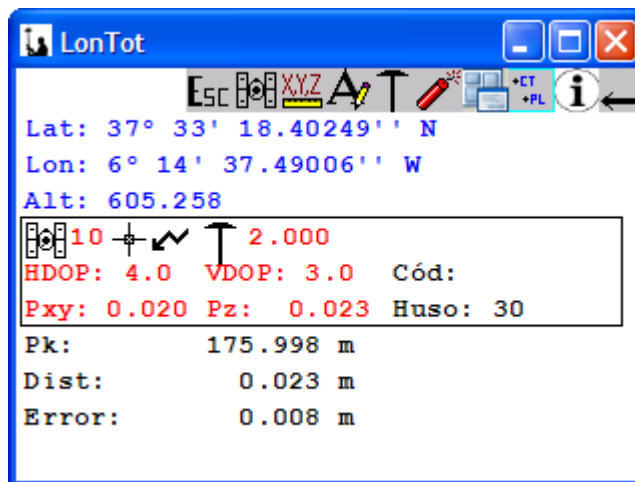 LonTot
Esc XYZ A +CT +PL i
Lat: 37° 33' 18.40249'' N
Lon: 6° 14' 37.49006'' W
Alt: 605.258
10 2.000
HDOP: 4.0 VDOP: 3.0 Cód:
Pxy: 0.020 Pz: 0.023 Huso: 30
Pk: 175.998 m
Dist: 0.023 m
Error: 0.008 m